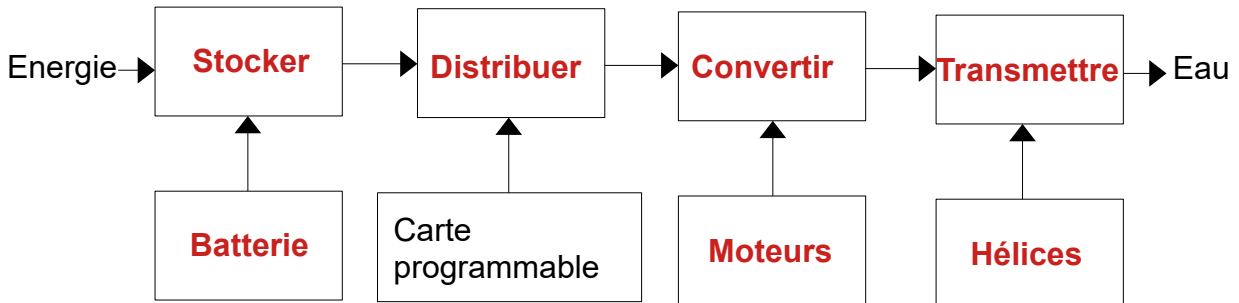 Energie
Stocker
Distribuer
Convertir
Transmettre
Eau
Batterie
Carte
programmable
Moteurs
Hélices